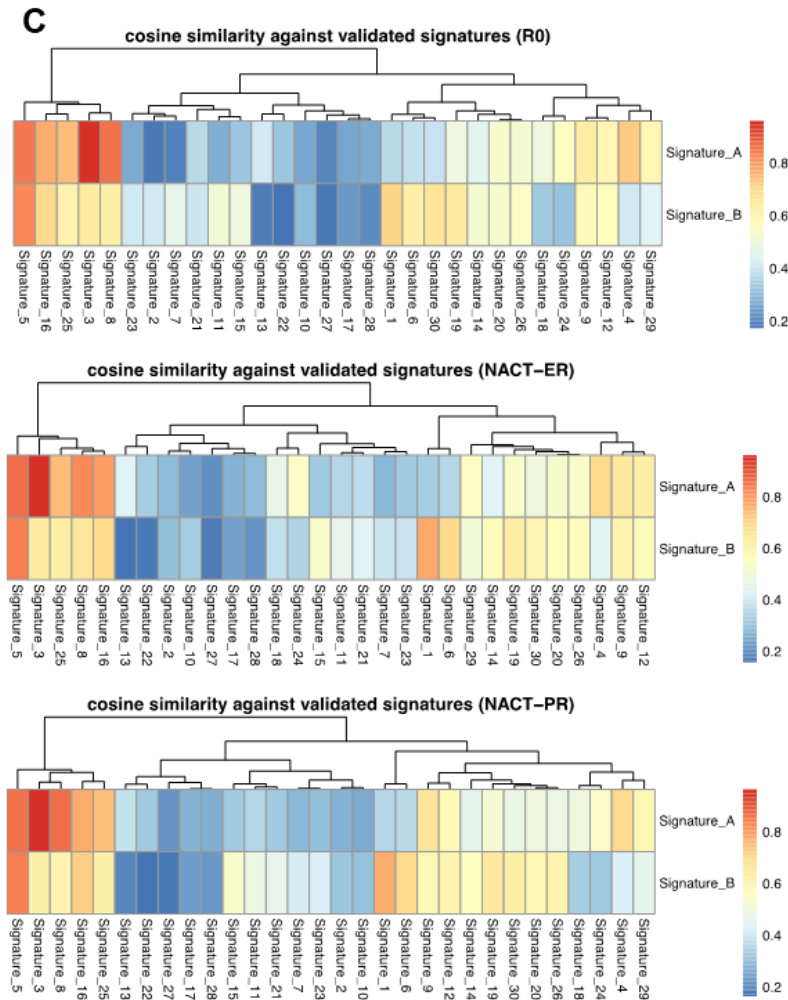 C
cosine similarity against validated signatures (R0)
Signature_A
Signature_B
0.8
0.6
0.4
0.2
Signature_5
Signature_16
Signature_25
Signature_3
Signature_8
Signature_23
Signature_2
Signature_7
Signature_21
Signature_11
Signature_15
Signature_13
Signature_22
Signature_10
Signature_27
Signature_17
Signature_28
Signature_1
Signature_6
Signature_30
Signature_19
Signature_14
Signature_20
Signature_26
Signature_18
Signature_24
Signature_9
Signature_12
Signature_4
Signature_29
cosine similarity against validated signatures (NACT−ER)
Signature_A
Signature_B
0.8
0.6
0.4
0.2
Signature_5
Signature_3
Signature_25
Signature_8
Signature_16
Signature_13
Signature_22
Signature_2
Signature_10
Signature_27
Signature_17
Signature_28
Signature_18
Signature_24
Signature_15
Signature_11
Signature_21
Signature_7
Signature_23
Signature_1
Signature_6
Signature_29
Signature_14
Signature_19
Signature_30
Signature_20
Signature_26
Signature_4
Signature_9
Signature_12
cosine similarity against validated signatures (NACT−PR)
Signature_A
Signature_B
0.8
0.6
0.4
0.2
Signature_5
Signature_3
Signature_8
Signature_16
Signature_25
Signature_13
Signature_22
Signature_27
Signature_17
Signature_28
Signature_15
Signature_11
Signature_21
Signature_7
Signature_23
Signature_2
Signature_10
Signature_1
Signature_6
Signature_9
Signature_12
Signature_14
Signature_19
Signature_30
Signature_20
Signature_26
Signature_18
Signature_24
Signature_4
Signature_29